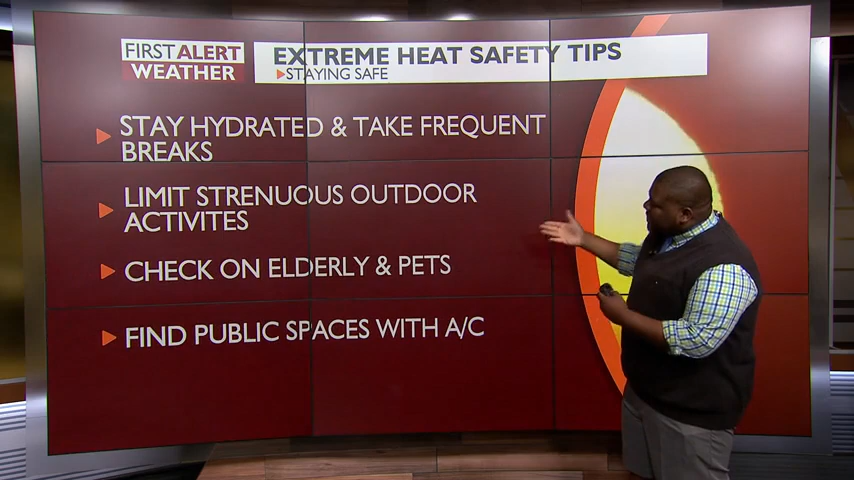 FIRST ALERT
WEATHER
EXTREME HEAT SAFETY TIPS
STAYING SAFE
STAY HYDRATED & TAKE FREQUENT
BREAKS
LIMIT STRENUOUS OUTDOOR
ACTIVITES
CHECK ON ELDERLY & PETS
FIND PUBLIC SPACES WITH A/C